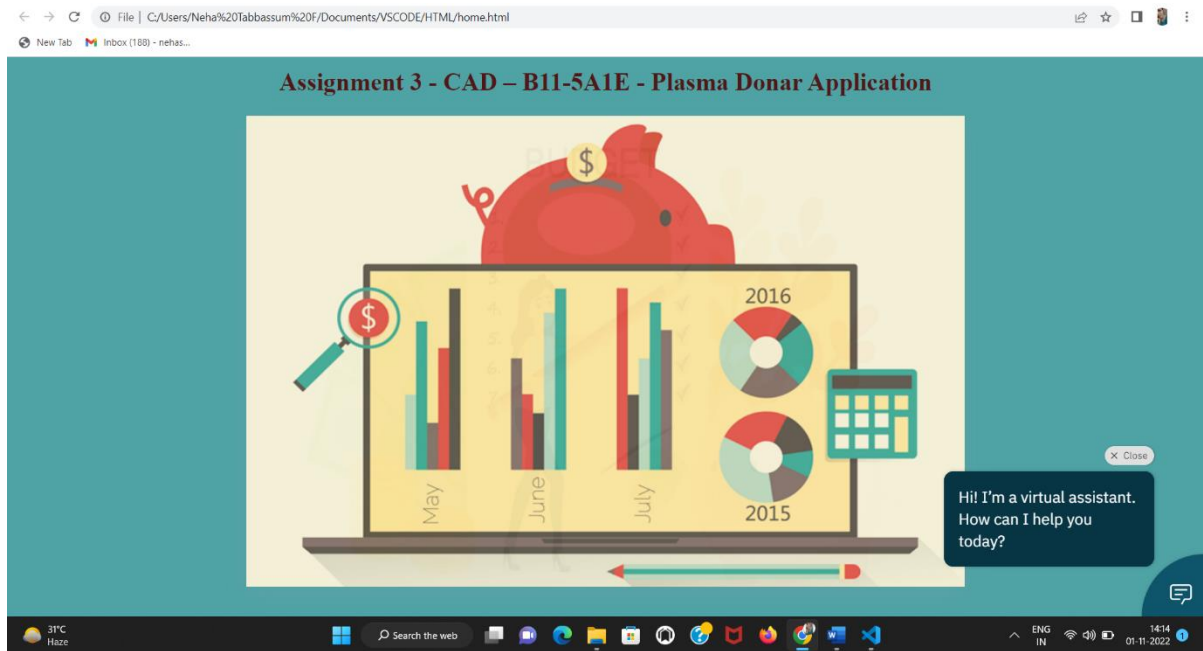 File | C:/Users/Neha%20Tabbassum%20F/Documents/VSCODE/HTML/home.html
New Tab
Inbox (188) - nehas...
Assignment 3 - CAD – B11-5A1E - Plasma Donar Application
BUDGET
$
$
2016
May
June
July
2015
× Close
Hi! I'm a virtual assistant.
How can I help you
today?
31°C
Haze
Search the web
ENG
IN
14:14
01-11-2022
1